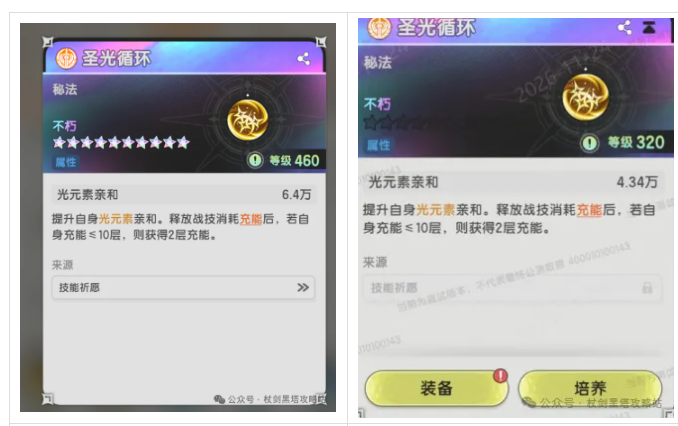 圣光循环
秘法
不朽
属性
等级 460
光元素亲和 6.4万
提升自身光元素亲和。释放战技消耗充能后，若自
身充能≤10层，则获得2层充能。
来源
技能祈愿
公众号·杖剑黑塔攻略
圣光循环
秘法
不朽
属性
等级 320
光元素亲和 4.34万
提升自身光元素亲和。释放战技消耗充能后，若自
身充能≤10层，则获得2层充能。
来源
技能祈愿
装备
培养
公众号·杖剑黑塔攻略站